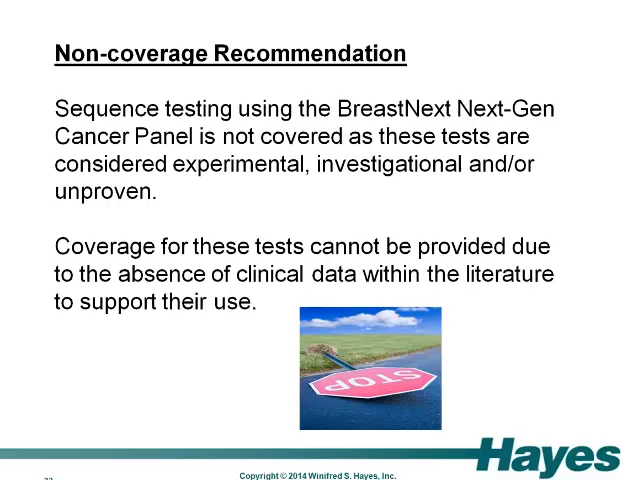 Non-coverage Recommendation
Sequence testing using the BreastNext Next-Gen
Cancer Panel is not covered as these tests are
considered experimental, investigational and/or
unproven.
Coverage for these tests cannot be provided due
to the absence of clinical data within the literature
to support their use.
STOP
Hayes
Copyright © 2014 Winifred S. Hayes, Inc.